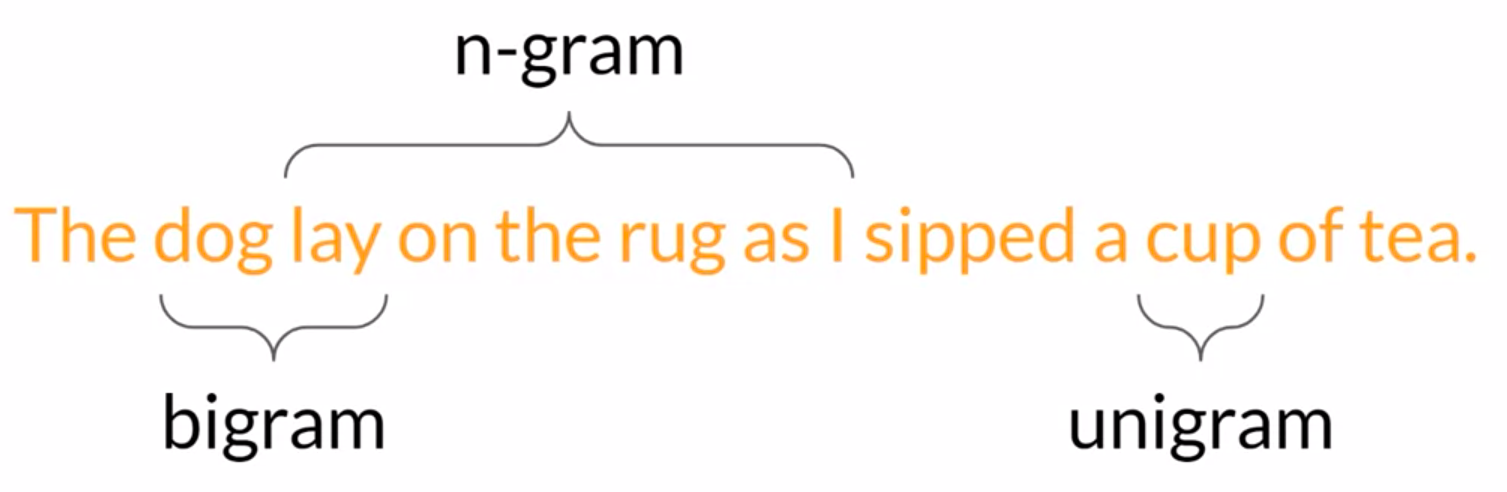 n-gram
The dog lay on the rug as I sipped a cup of tea.
bigram unigram